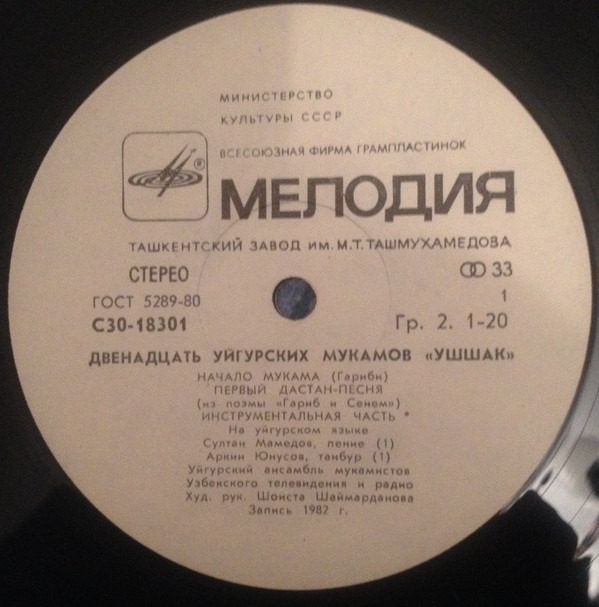 МИНИСТЕРСТВО
КУЛЬТУРЫ СССР
ВСЕСОЮЗНАЯ ФИРМА ГРАМПЛАСТИНОК
®
МЕЛОДИЯ
ТАШКЕНТСКИЙ ЗАВОД ИМ. М.Т. ТАШМУХАМЕДОВА
СТЕРЕО 33
ГОСТ 5289-80 1
С30-18301 Гр. 2. 1-20
ДВЕНАДЦАТЬ УЙГУРСКИХ МУКАМОВ «УШШАК»
НАЧАЛО МУКАМА (Гариби)
ПЕРВЫЙ ДАСТАН-ПЕСНЯ
(из поэмы «Гариб и Сенем»)
ИНСТРУМЕНТАЛЬНАЯ ЧАСТЬ *
На уйгурском языке
Султан Мамедов, пение (1)
Аркин Юнусов, танбур (1)
Уйгурский ансамбль мукамистов
Узбекского телевидения и радио
Худ. рук. Шоиста Шаймарданова
Запись 1982 г.